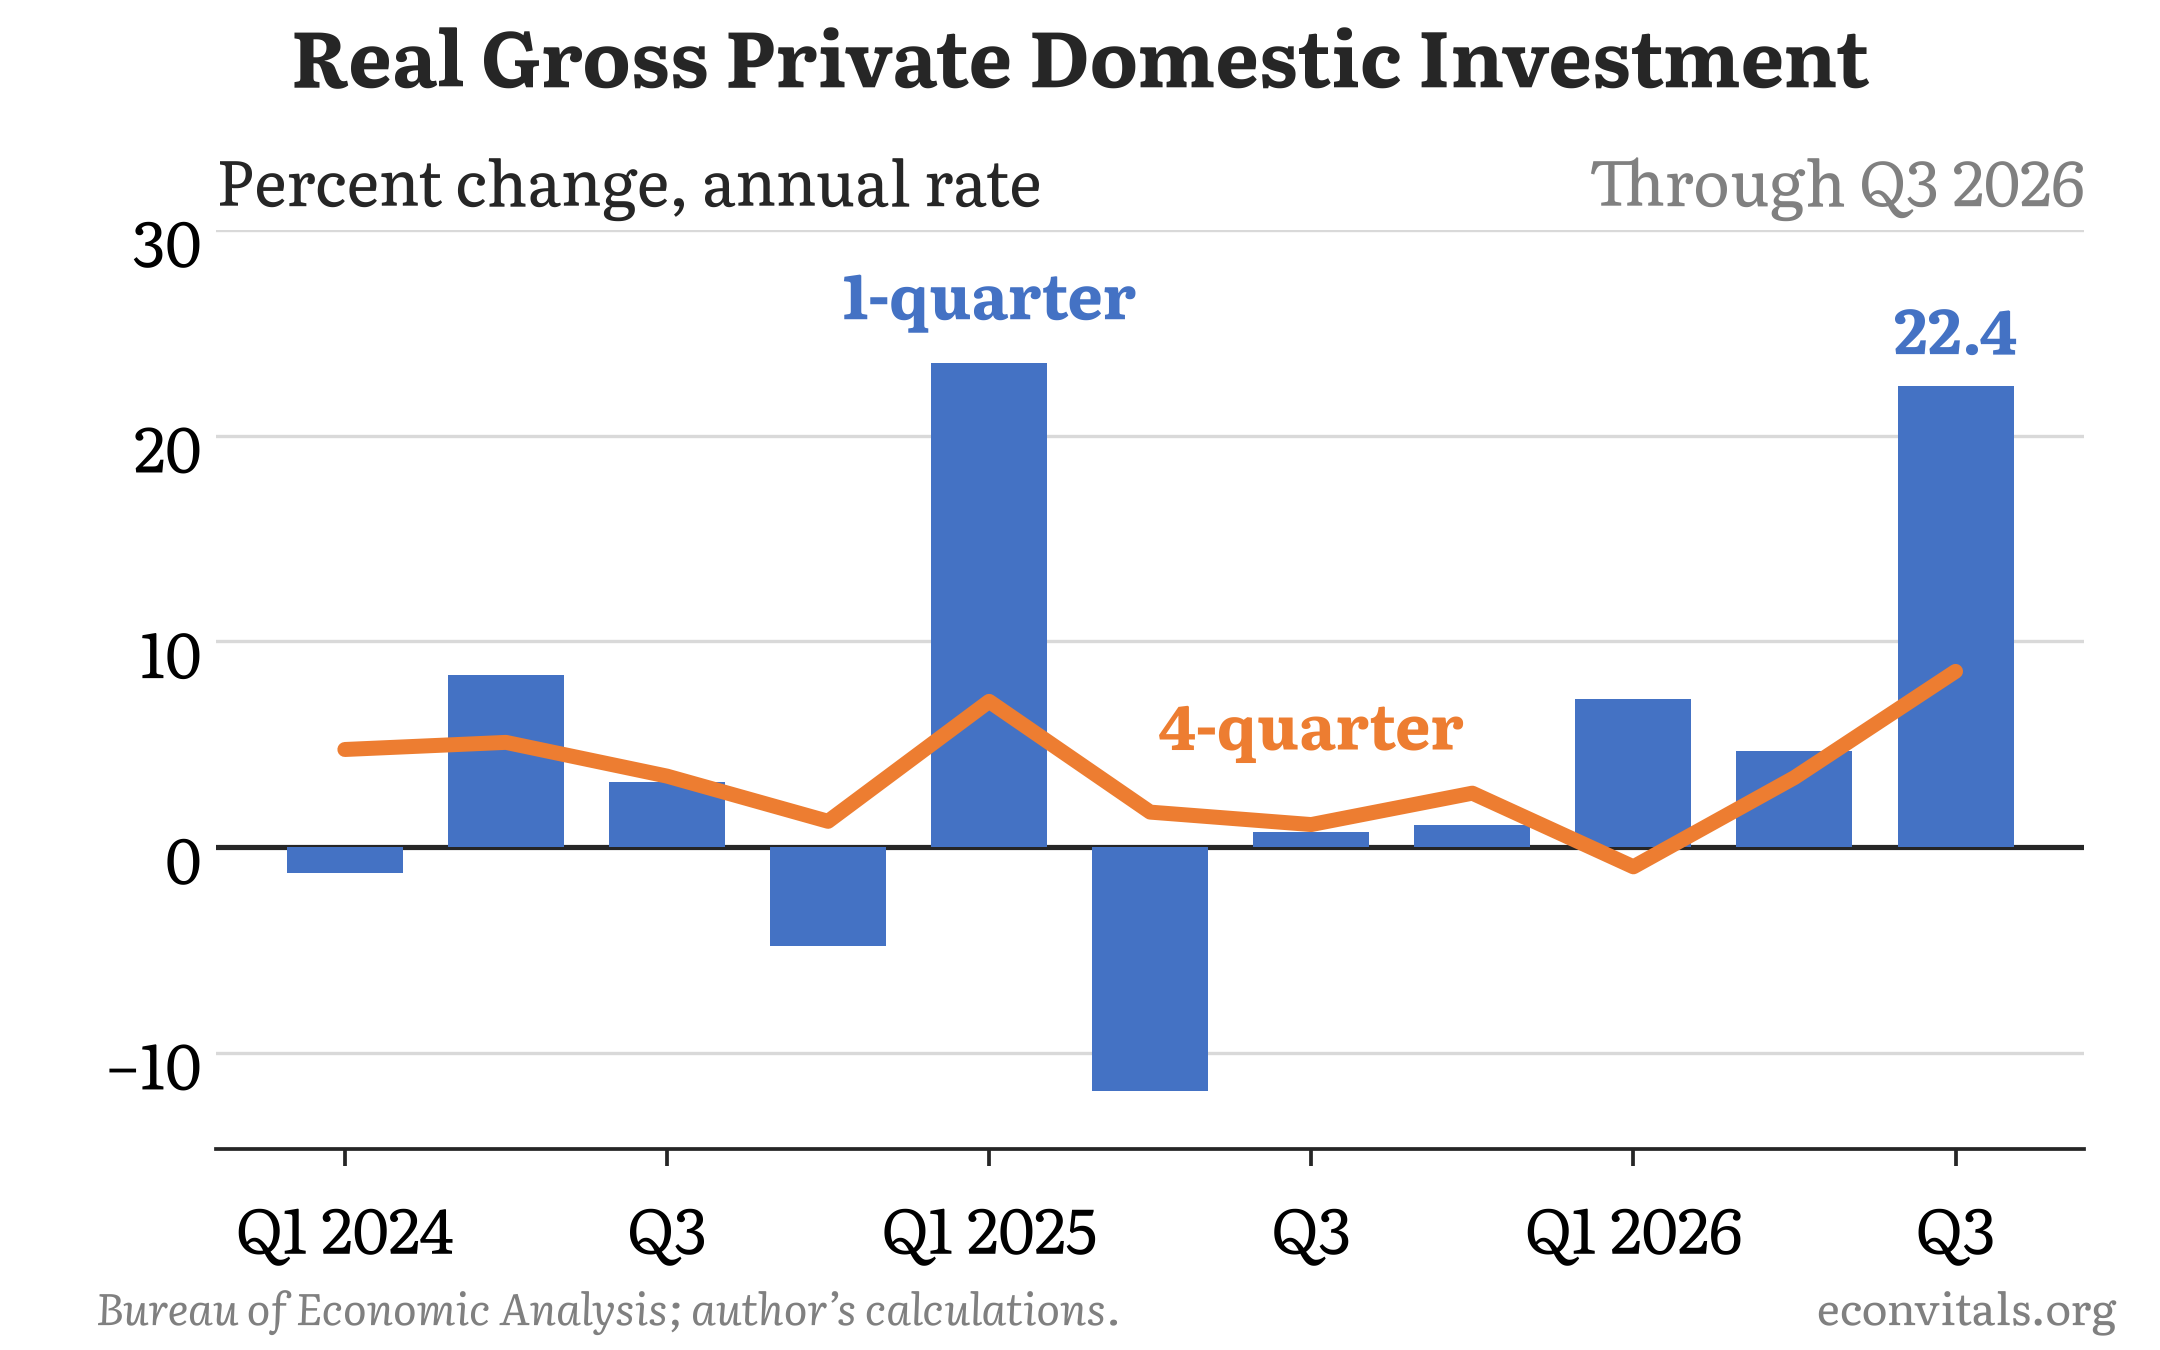 Real Gross Private Domestic Investment
Percent change, annual rate
Through Q3 2026
30
1-quarter
22.4
20
10
4-quarter
0
–10
Q1 2024 Q3 Q1 2025 Q3 Q1 2026 Q3
Bureau of Economic Analysis; author’s calculations.
econvitals.org